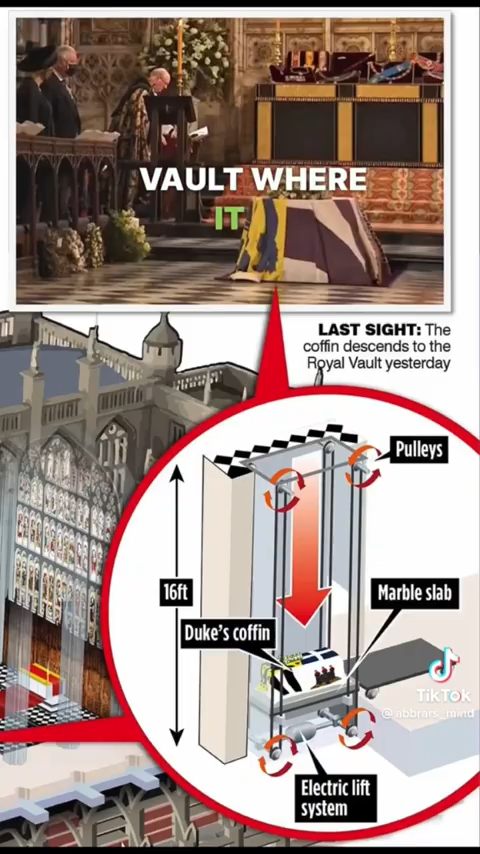 VAULT WHERE
IT
LAST SIGHT: The
coffin descends to the
Royal Vault yesterday
Pulleys
16ft
Marble slab
Duke's coffin
TikTok
@abbrars_mind
Electric lift
system